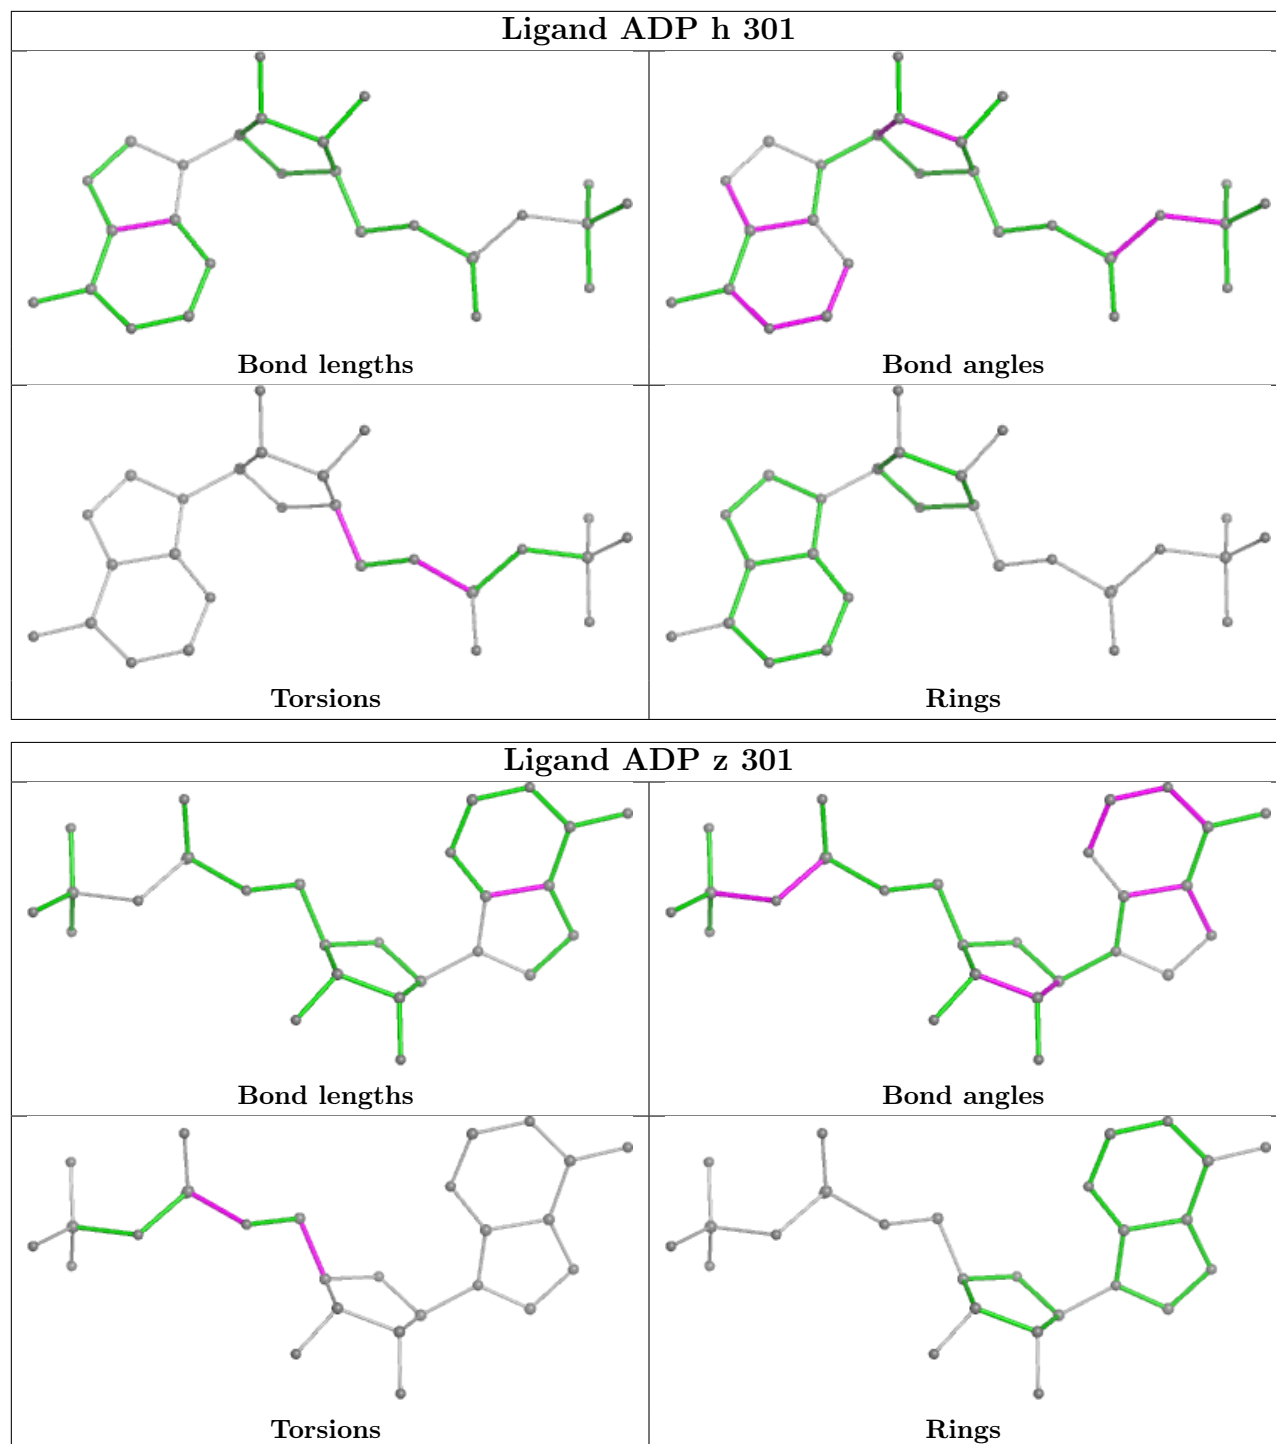 Ligand ADP h 301
Bond lengths
Bond angles
Torsions
Rings
Ligand ADP z 301
Bond lengths
Bond angles
Torsions
Rings